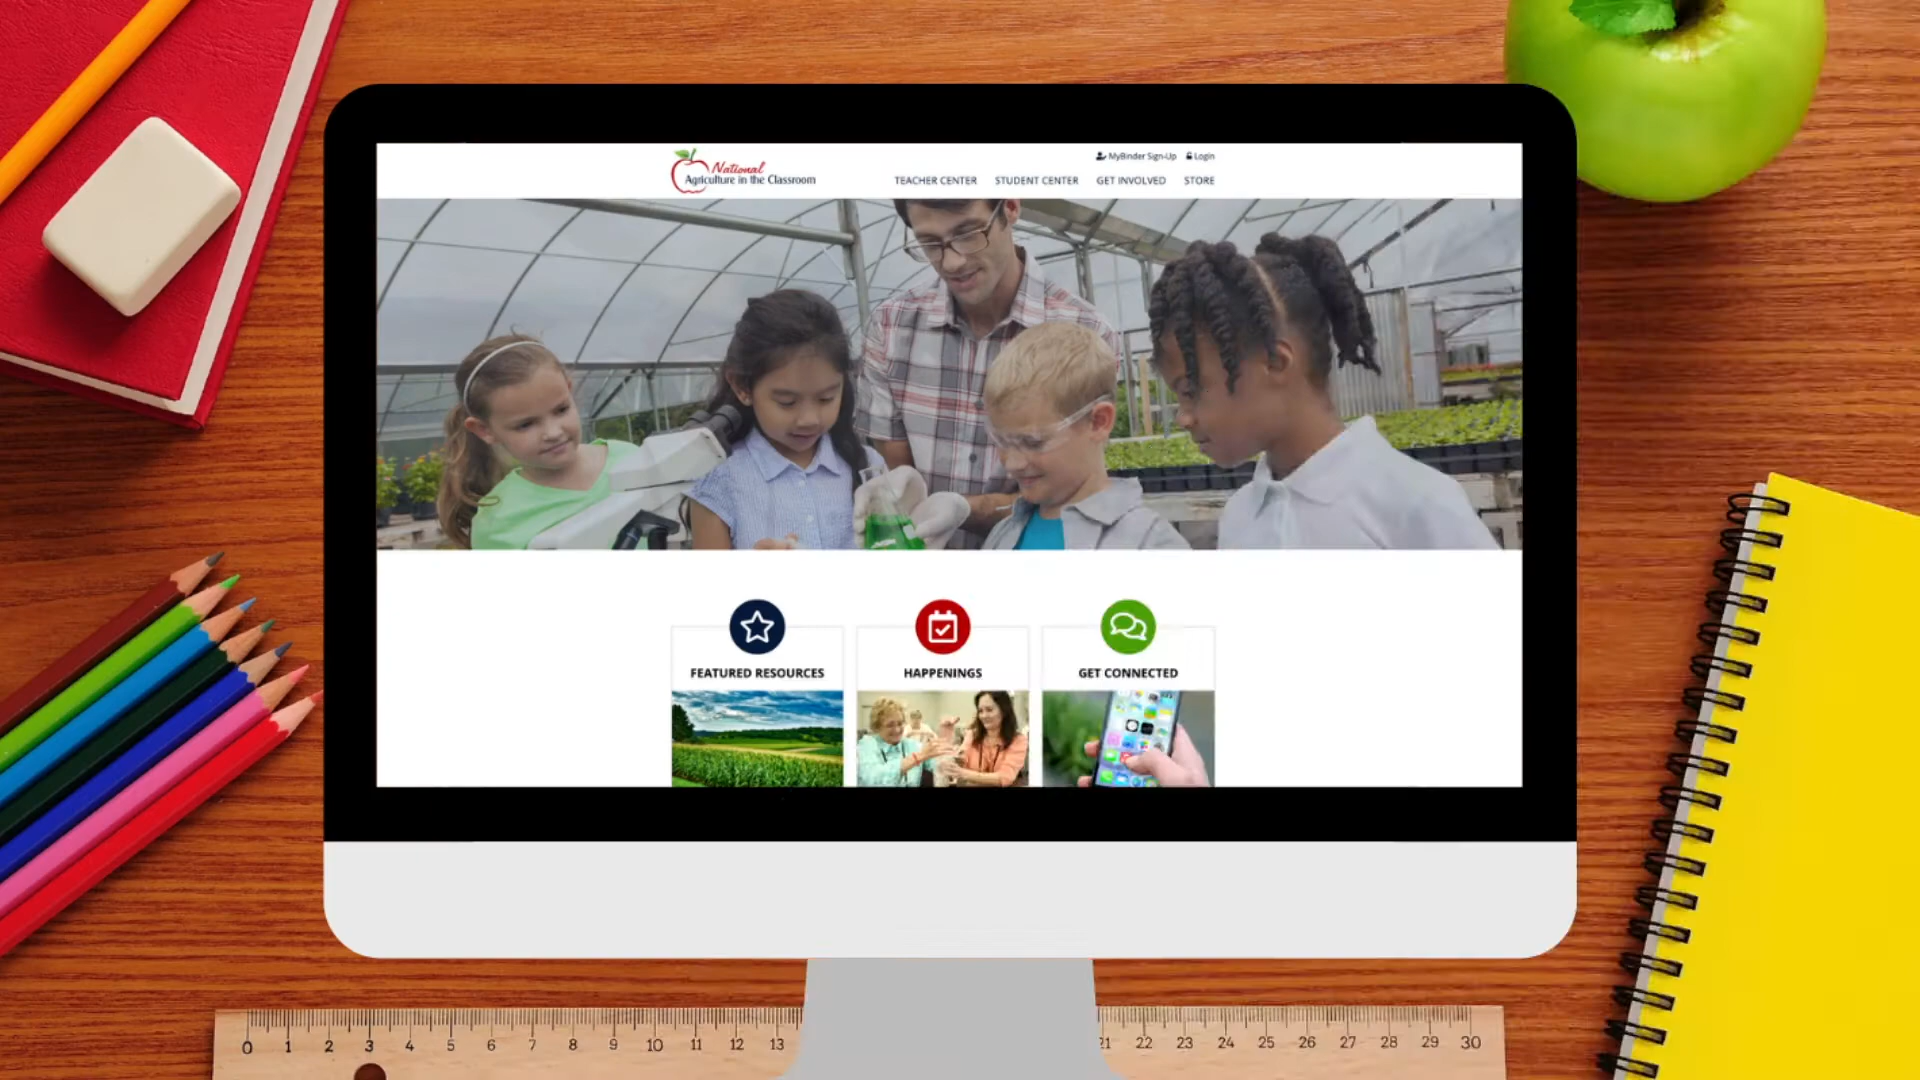 MyBinder Sign-Up Login
National
Agriculture in the Classroom
TEACHER CENTER STUDENT CENTER GET INVOLVED STORE
FEATURED RESOURCES HAPPENINGS GET CONNECTED
0 1 2 3 4 5 6 7 8 9 10 11 12 13 21 22 23 24 25 26 27 28 29 30